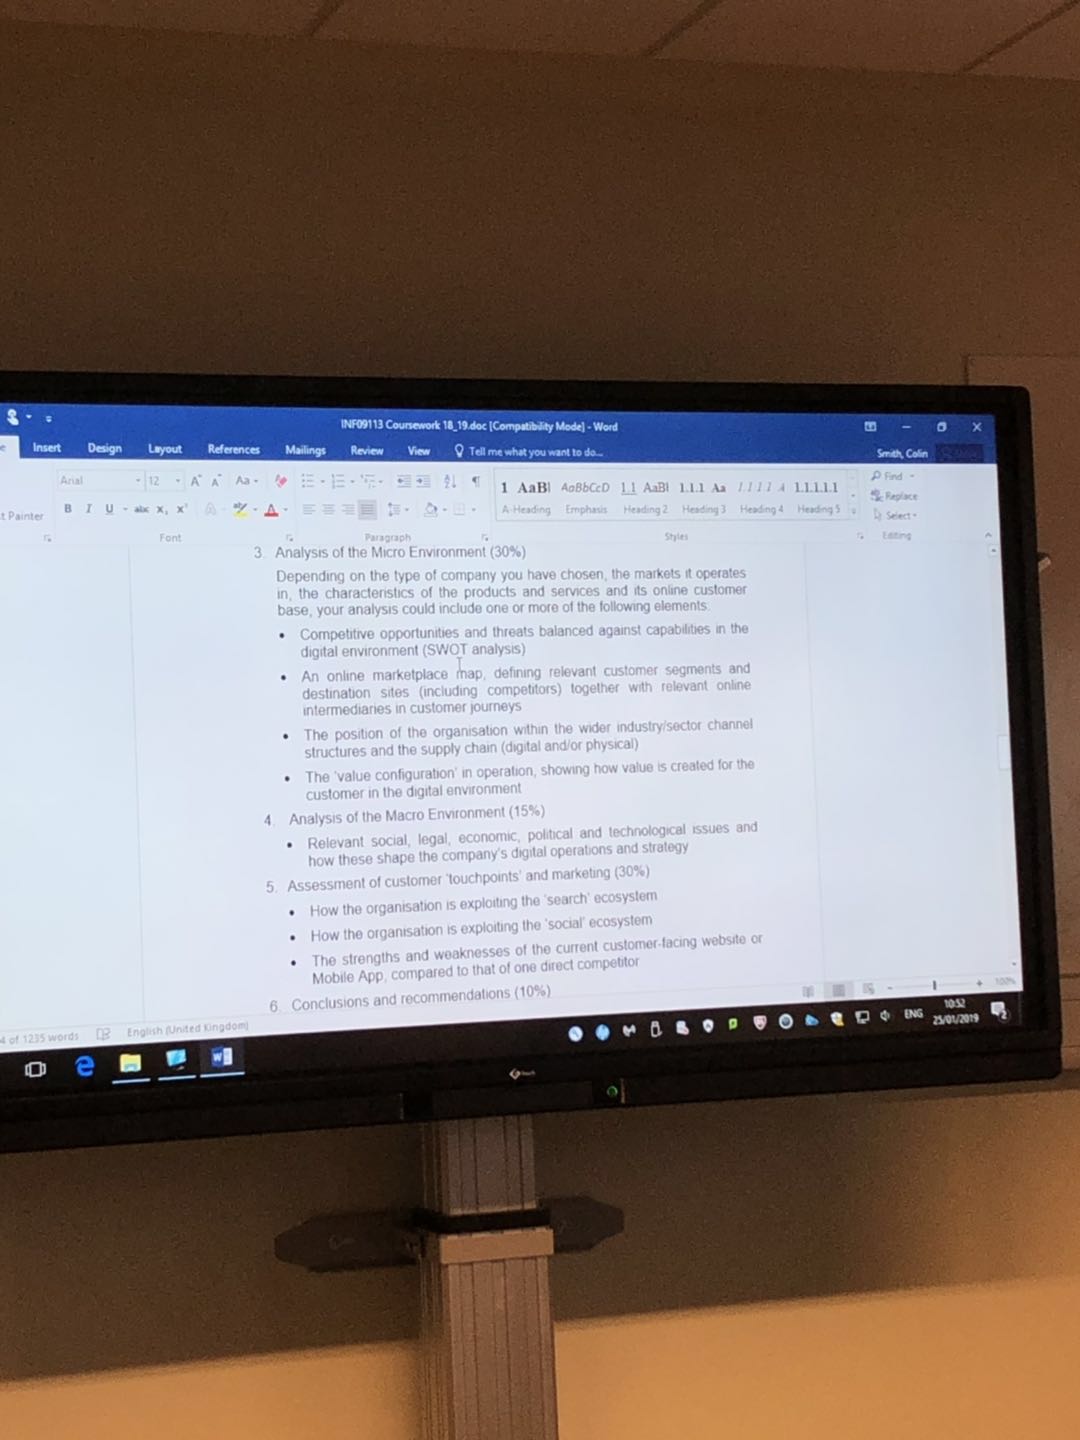 INF09113 Coursework 18_19.doc [Compatibility Mode] - Word
Insert Design Layout References Mailings Review View Tell me what you want to do... Smith, Colin
Arial 12 Aa
Find
Replace
Select
t Painter B I U abc X₂ X²
Font Paragraph Styles Editing
1 AaBl AaBbCcD 1.1 AaBl 1.1.1 Aa 1.1.1.1 A 1.1.1.1.1
A-Heading Emphasis Heading 2 Heading 3 Heading 4 Heading 5
3. Analysis of the Micro Environment (30%)
Depending on the type of company you have chosen, the markets it operates
in, the characteristics of the products and services and its online customer
base, your analysis could include one or more of the following elements.
• Competitive opportunities and threats balanced against capabilities in the
digital environment (SWOT analysis)
• An online marketplace map, defining relevant customer segments and
destination sites (including competitors) together with relevant online
intermediaries in customer journeys
• The position of the organisation within the wider industry/sector channel
structures and the supply chain (digital and/or physical)
• The 'value configuration' in operation, showing how value is created for the
customer in the digital environment
4. Analysis of the Macro Environment (15%)
• Relevant social, legal, economic, political and technological issues and
how these shape the company's digital operations and strategy
5. Assessment of customer 'touchpoints' and marketing (30%)
• How the organisation is exploiting the 'search' ecosystem
• How the organisation is exploiting the 'social' ecosystem
• The strengths and weaknesses of the current customer-facing website or
Mobile App, compared to that of one direct competitor
6. Conclusions and recommendations (10%)
4 of 1235 words English (United Kingdom) 100%
ENG 10:52
25/01/2019